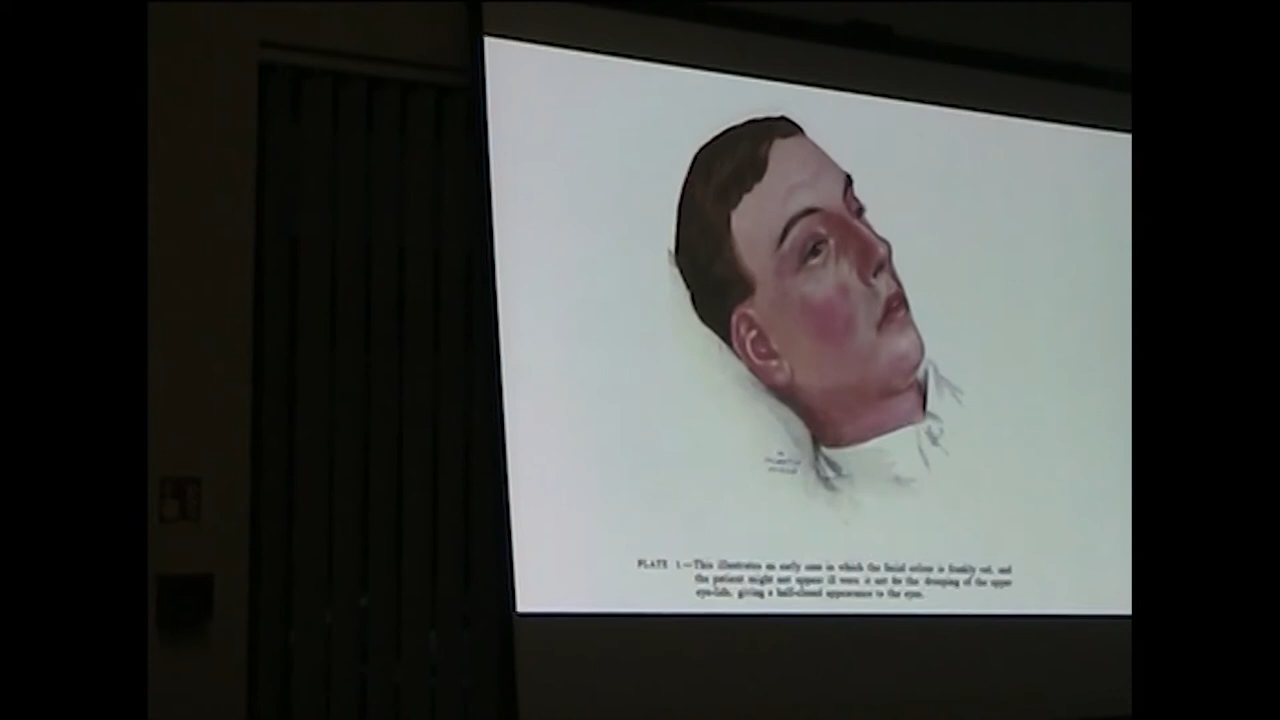 PLATE 1.—This illustrates an early case in which the facial colour is frankly red, and
the patient might not appear ill were it not for the drooping of the upper
eye-lids, giving a half-closed appearance to the eyes.